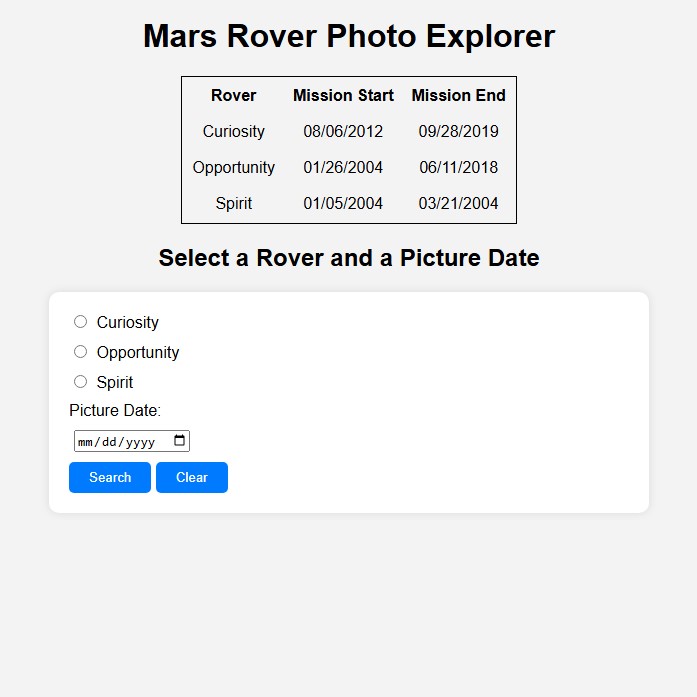 Mars Rover Photo Explorer
Rover Mission Start Mission End
Curiosity 08/06/2012 09/28/2019
Opportunity 01/26/2004 06/11/2018
Spirit 01/05/2004 03/21/2004
Select a Rover and a Picture Date
Curiosity
Opportunity
Spirit
Picture Date:
mm/dd/yyyy
Search Clear